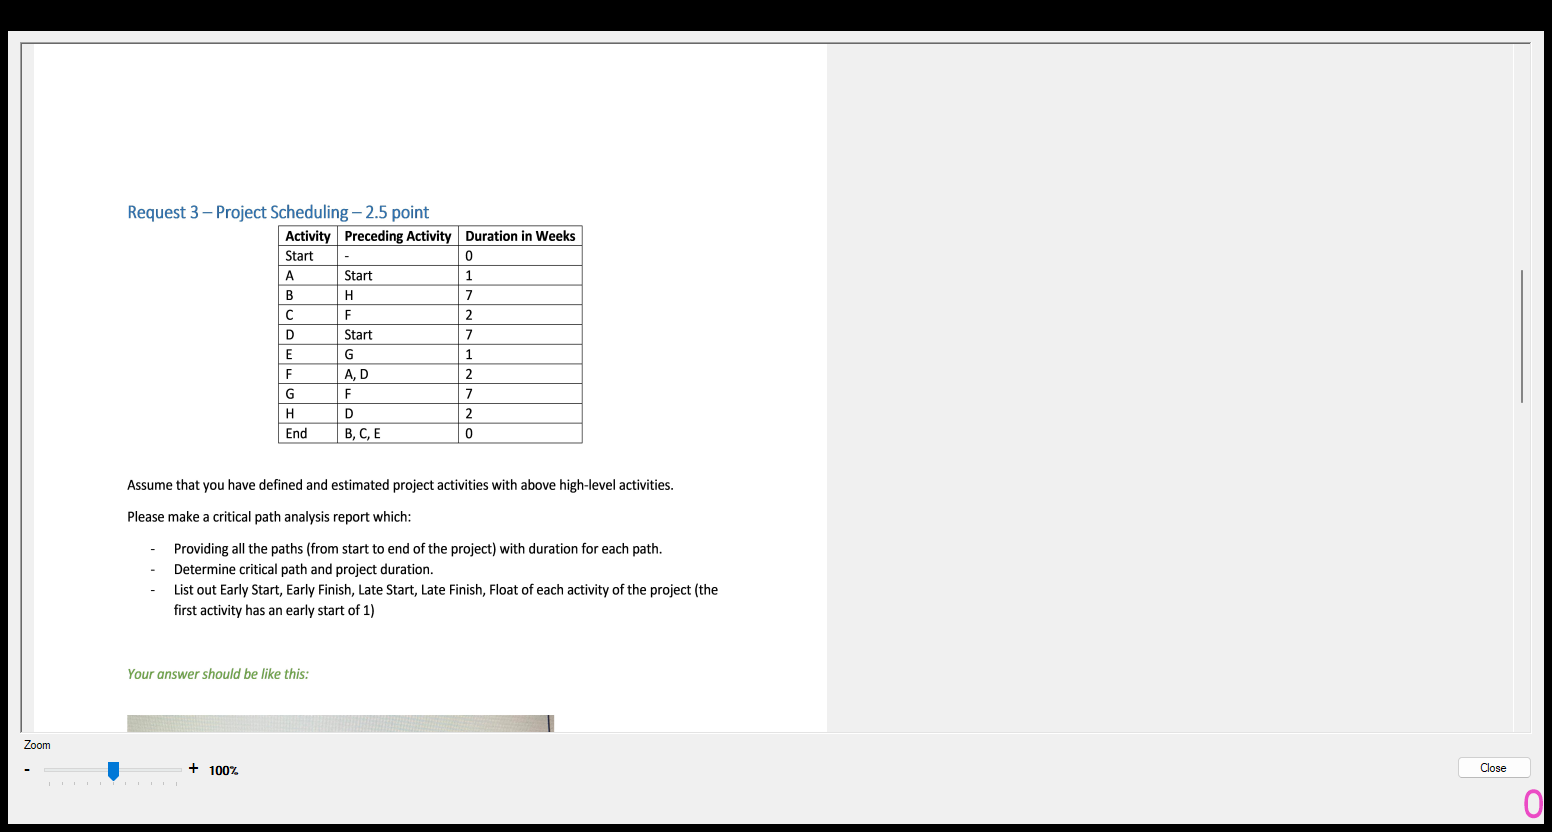 Request 3 – Project Scheduling – 2.5 point
Activity Preceding Activity Duration in Weeks
Start - 0
A Start 1
B H 7
C F 2
D Start 7
E G 1
F A, D 2
G F 7
H D 2
End B, C, E 0
Assume that you have defined and estimated project activities with above high-level activities.
Please make a critical path analysis report which:
- Providing all the paths (from start to end of the project) with duration for each path.
- Determine critical path and project duration.
- List out Early Start, Early Finish, Late Start, Late Finish, Float of each activity of the project (the
first activity has an early start of 1)
Your answer should be like this:
Zoom
- + 100%
Close
0